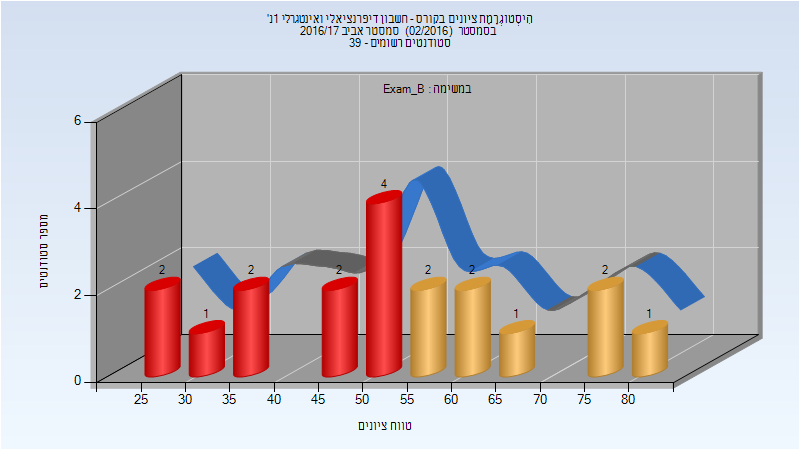 היסטוגרמת ציונים בקורס - חשבון דיפרנציאלי ואינטגרלי 1נ'
בסמסטר (02/2016) סמסטר אביב 2016/17
סטודנטים רשומים - 39
במשימה : Exam_B
מספר סטודנטים
6
4
2
0
2
1
2
2
4
2
2
1
2
1
25 30 35 40 45 50 55 60 65 70 75 80
טווח ציונים